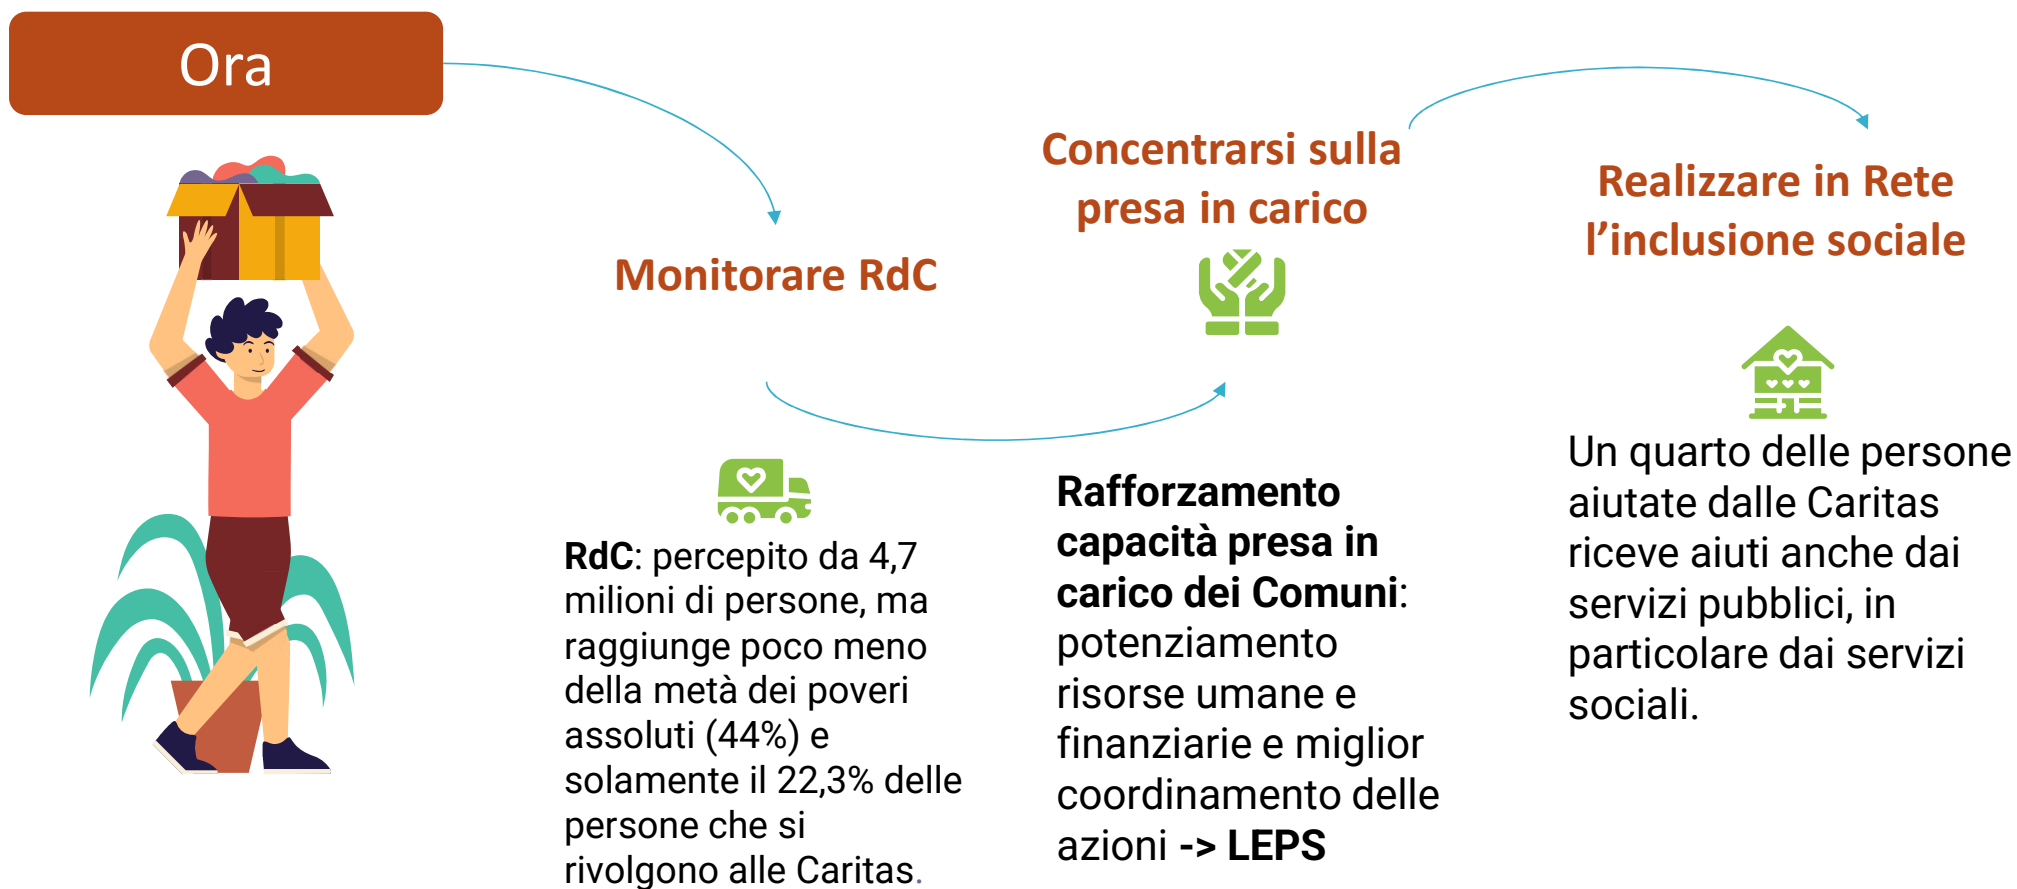 Ora
Monitorare RdC
RdC: percepito da 4,7
milioni di persone, ma
raggiunge poco meno
della metà dei poveri
assoluti (44%) e
solamente il 22,3% delle
persone che si
rivolgono alle Caritas.
Concentrarsi sulla
presa in carico
Rafforzamento
capacità presa in
carico dei Comuni:
potenziamento
risorse umane e
finanziarie e miglior
coordinamento delle
azioni -> LEPS
Realizzare in Rete
l’inclusione sociale
Un quarto delle persone
aiutate dalle Caritas
riceve aiuti anche dai
servizi pubblici, in
particolare dai servizi
sociali.